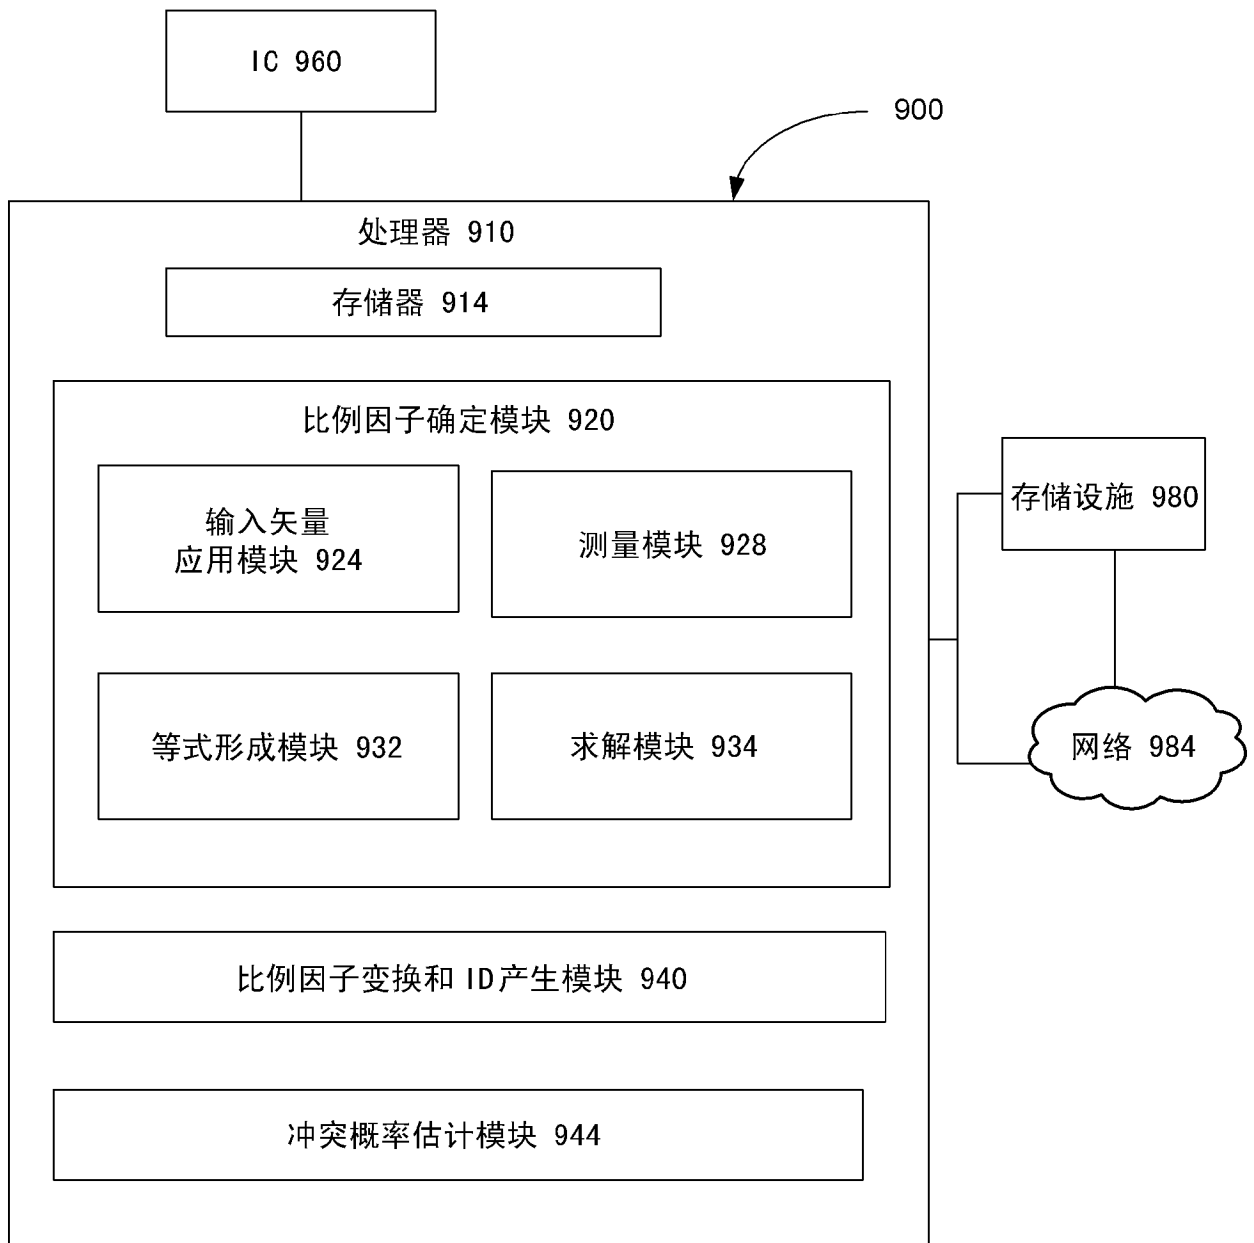 IC 960
900
处理器 910
存储器 914
比例因子确定模块 920
输入矢量
应用模块 924
测量模块 928
等式形成模块 932
求解模块 934
存储设施 980
网络 984
比例因子变换和 ID产生模块 940
冲突概率估计模块 944